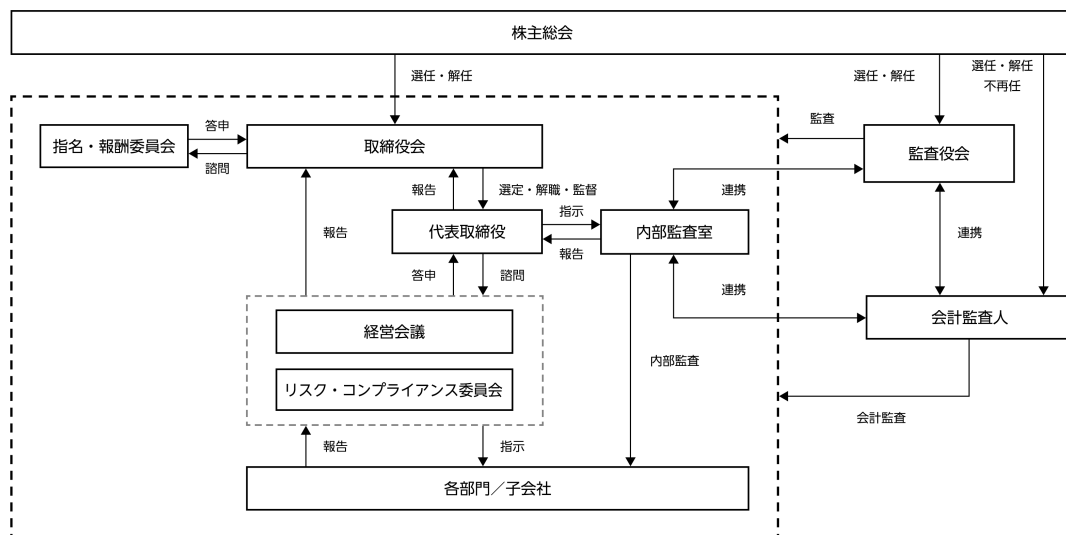 株主総会
選任・解任
選任・解任
選任・解任
不再任
監査
答申
指名・報酬委員会
取締役会
監査役会
諮問
報告
選定・解職・監督
連携
指示
報告
代表取締役
内部監査室
連携
報告
答申
諮問
連携
経営会議
会計監査人
内部監査
リスク・コンプライアンス委員会
会計監査
報告
指示
各部門／子会社